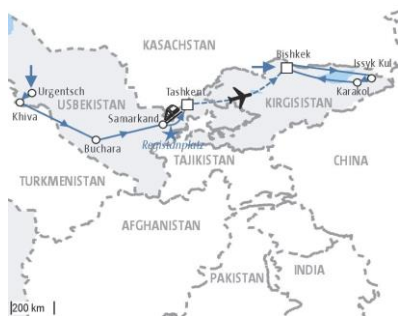 KASACHSTAN
Bishkek
Issyk Kul
Urgentsch
Tashkent
Karakol
USBEKISTAN
KIRGISISTAN
Khiva
Samarkand
Buchara
Registanplatz
TADJIKISTAN
CHINA
TURKMENISTAN
AFGHANISTAN
PAKISTAN
INDIA
200 km